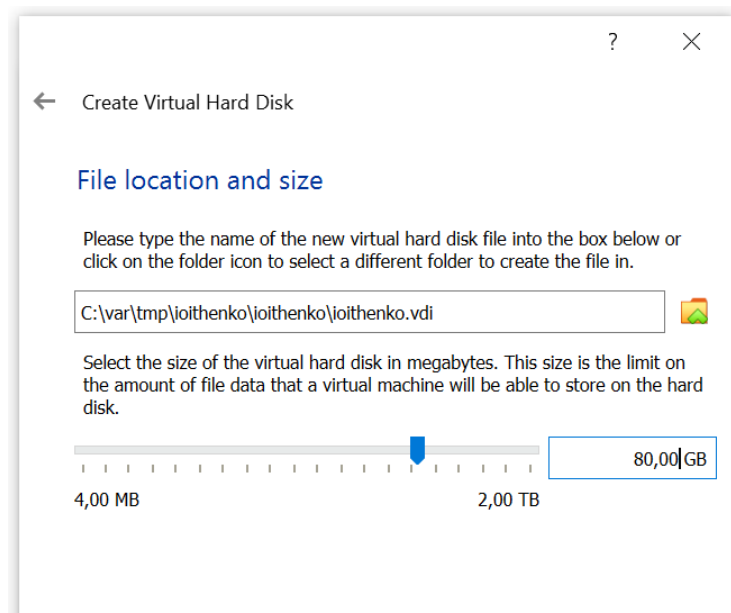 ?
Create Virtual Hard Disk
File location and size
Please type the name of the new virtual hard disk file into the box below or
click on the folder icon to select a different folder to create the file in.
C:\var\tmp\ioithenko\ioithenko\ioithenko.vdi
Select the size of the virtual hard disk in megabytes. This size is the limit on
the amount of file data that a virtual machine will be able to store on the hard
disk.
80,00 GB
4,00 MB 2,00 TB